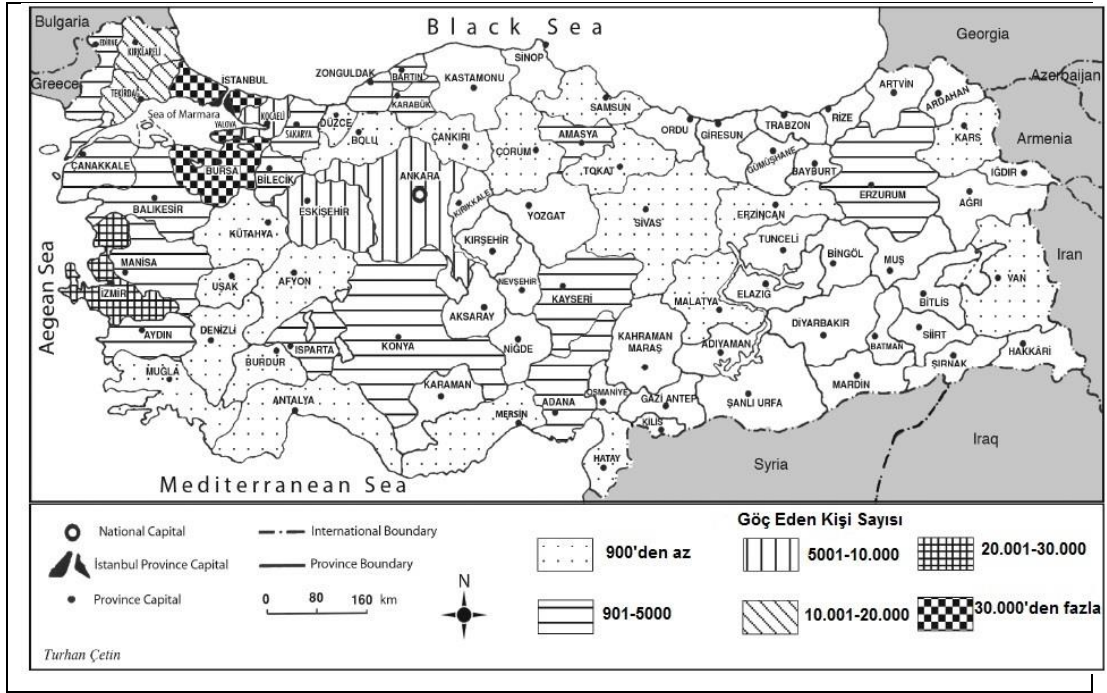 Bulgaria
Black Sea
Georgia
Greece
Azerbaijan
Armenia
Iran
Iraq
Syria
Aegean Sea
Mediterranean Sea
Sea of Marmara
EDİRNE
KIRKLARELİ
TEKİRDAĞ
İSTANBUL
YALOVA
KOCAELİ
SAKARYA
DÜZCE
BOLU
ZONGULDAK
BARTIN
KARABÜK
KASTAMONU
SİNOP
ÇANKIRI
SAMSUN
AMASYA
ÇORUM
TOKAT
ORDU
GİRESUN
TRABZON
GÜMÜŞHANE
BAYBURT
RİZE
ARTVİN
ARDAHAN
KARS
IĞDIR
AĞRI
ERZURUM
ERZİNCAN
ÇANAKKALE
BURSA
BİLECİK
BALIKESİR
KÜTAHYA
ESKİŞEHİR
ANKARA
KIRIKKALE
YOZGAT
SİVAS
TUNCELİ
BİNGÖL
MUŞ
VAN
BİTLİS
KIRŞEHİR
NEVŞEHİR
KAYSERİ
MALATYA
ELAZIĞ
MANİSA
İZMİR
UŞAK
AFYON
AYDIN
DENİZLİ
MUĞLA
BURDUR
ISPARTA
ANTALYA
KONYA
AKSARAY
NİĞDE
KARAMAN
MERSİN
ADANA
OSMANİYE
HATAY
KAHRAMAN
MARAŞ
ADIYAMAN
GAZİ ANTEP
KİLİS
ŞANLI URFA
DİYARBAKIR
BATMAN
SİİRT
MARDİN
ŞIRNAK
HAKKÂRİ
National Capital
International Boundary
İstanbul Province Capital
Province Boundary
Province Capital
0 80 160 km
N
Göç Eden Kişi Sayısı
900'den az
5001-10.000
20.001-30.000
901-5000
10.001-20.000
30.000'den fazla
Turhan Çetin